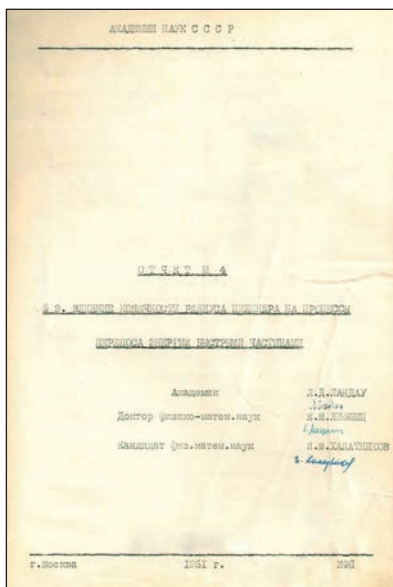 АКАДЕМИЯ НАУК С С С Р
О Т Ч Е Т № 4
§ 9. ВЛИЯНИЕ КОНЕЧНОСТИ РАДИУСА ЦИЛИНДРА НА ПРОЦЕССЫ
ПЕРЕНОСА ЭНЕРГИИ БЫСТРЫМИ ЧАСТИЦАМИ
Академик Л.Д.ЛАНДАУ
Доктор физико-матем.наук Е.М.ЛИФШИЦ
Кандидат физ.матем.наук И.М.ХАЛАТНИКОВ
г.Москва 1951 г.